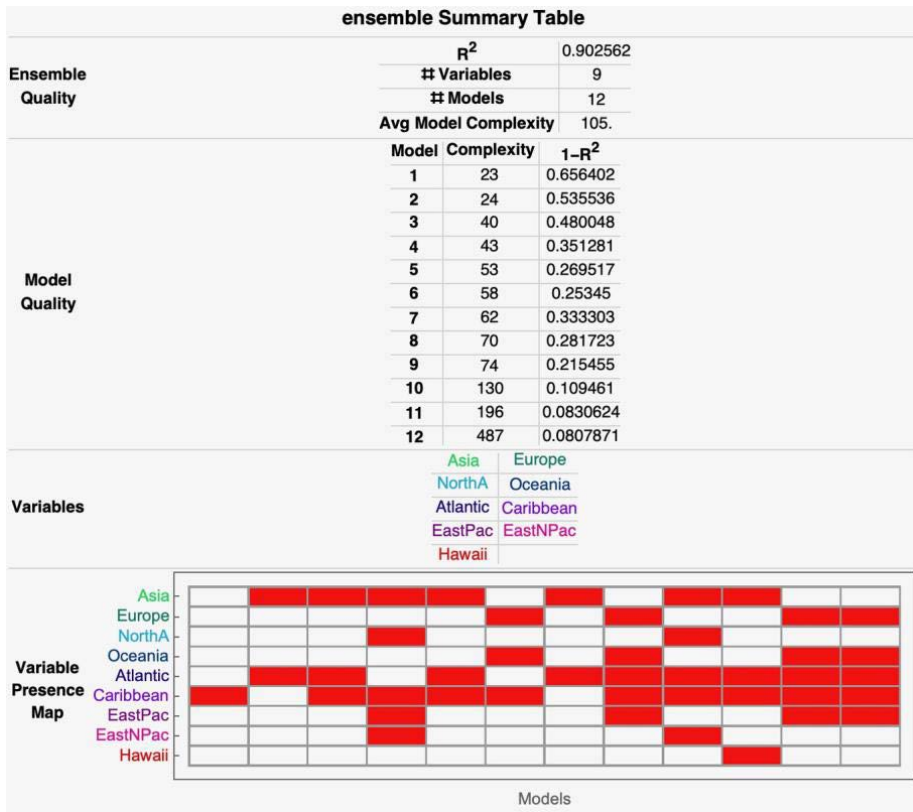 ensemble Summary Table
Ensemble Quality
R2 0.902562
# Variables 9
# Models 12
Avg Model Complexity 105.
Model Quality
Model Complexity 1−R2
1 23 0.656402
2 24 0.535536
3 40 0.480048
4 43 0.351281
5 53 0.269517
6 58 0.25345
7 62 0.333303
8 70 0.281723
9 74 0.215455
10 130 0.109461
11 196 0.0830624
12 487 0.0807871
Variables
Asia Europe
NorthA Oceania
Atlantic Caribbean
EastPac EastNPac
Hawaii
Variable Presence Map
Asia
Europe
NorthA
Oceania
Atlantic
Caribbean
EastPac
EastNPac
Hawaii
Models